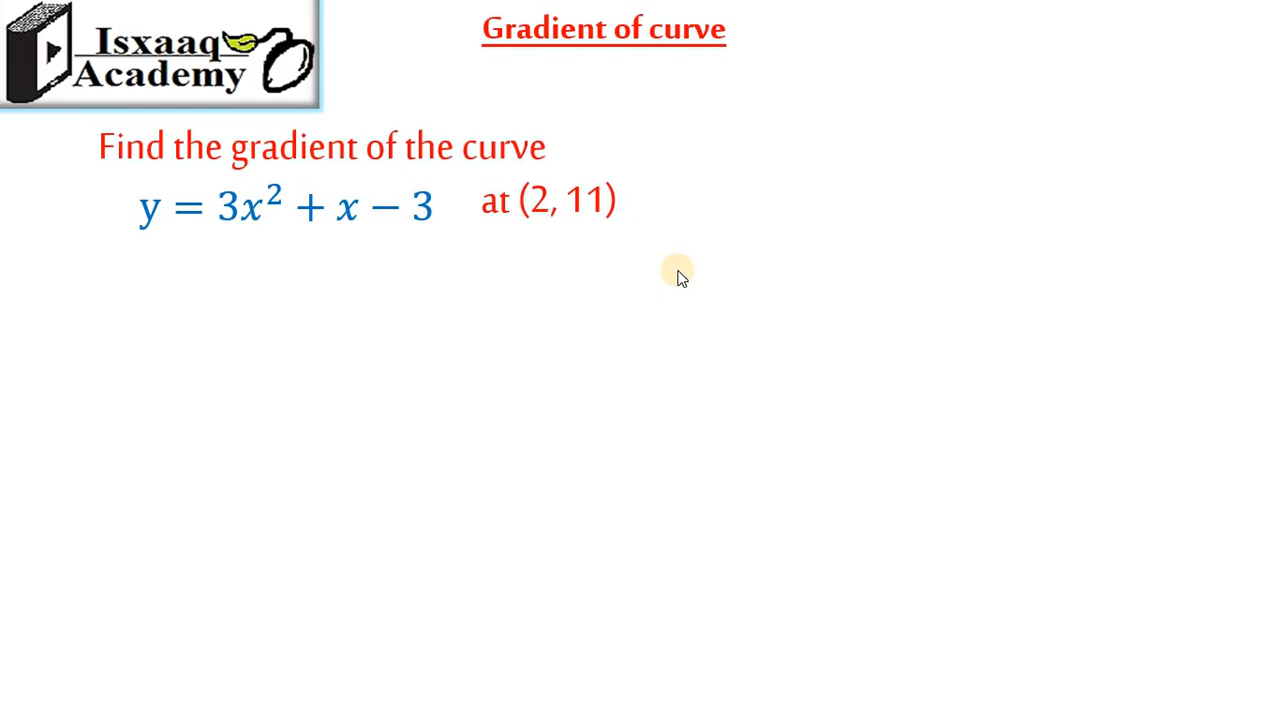 Isxaaq
Academy
Gradient of curve
Find the gradient of the curve
y = 3x² + x − 3 at (2, 11)